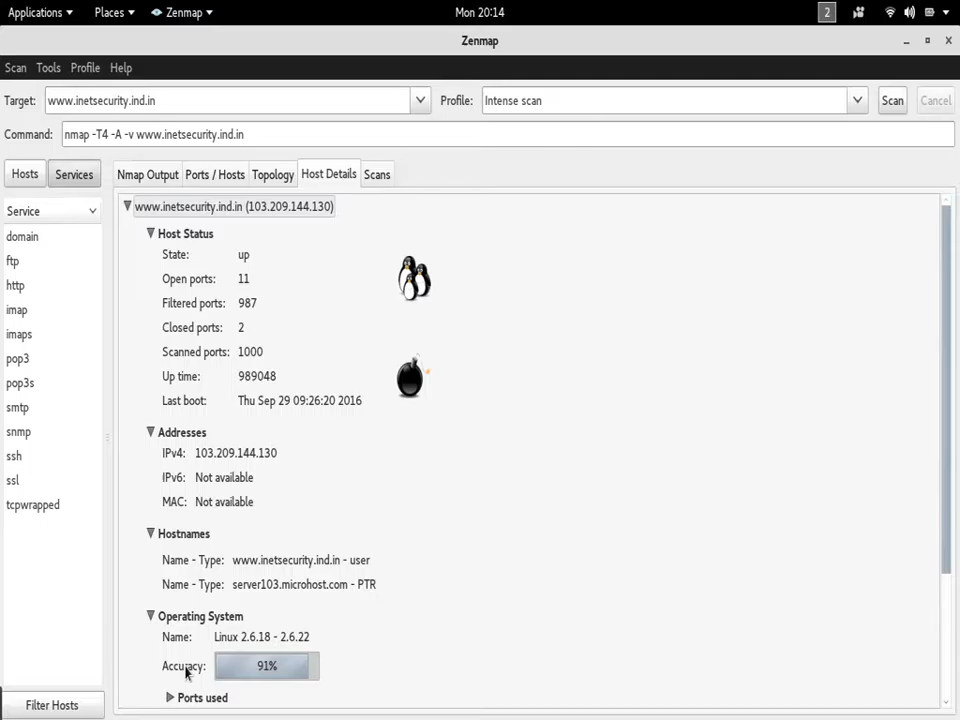 Applications Places Zenmap Mon 20:14 2
Zenmap
Scan Tools Profile Help
Target: www.inetsecurity.ind.in Profile: Intense scan Scan Cancel
Command: nmap -T4 -A -v www.inetsecurity.ind.in
Hosts Services Nmap Output Ports / Hosts Topology Host Details Scans
Service
domain
ftp
http
imap
imaps
pop3
pop3s
smtp
snmp
ssh
ssl
tcpwrapped
Filter Hosts
www.inetsecurity.ind.in (103.209.144.130)
Host Status
State: up
Open ports: 11
Filtered ports: 987
Closed ports: 2
Scanned ports: 1000
Up time: 989048
Last boot: Thu Sep 29 09:26:20 2016
Addresses
IPv4: 103.209.144.130
IPv6: Not available
MAC: Not available
Hostnames
Name - Type: www.inetsecurity.ind.in - user
Name - Type: server103.microhost.com - PTR
Operating System
Name: Linux 2.6.18 - 2.6.22
Accuracy: 91%
Ports used